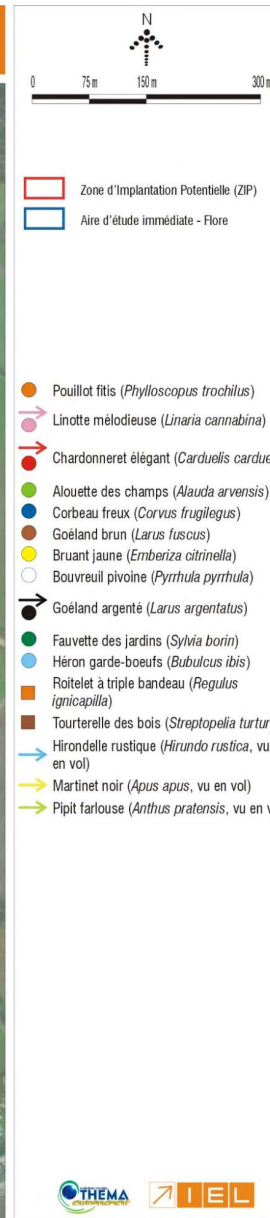 N
0 75 m 150 m 300 m
Zone d'Implantation Potentielle (ZIP)
Aire d'étude immédiate - Flore
Pouillot fitis (Phylloscopus trochilus)
Linotte mélodieuse (Linaria cannabina)
Chardonneret élégant (Carduelis cardue
Alouette des champs (Alauda arvensis)
Corbeau freux (Corvus frugilegus)
Goéland brun (Larus fuscus)
Bruant jaune (Emberiza citrinella)
Bouvreuil pivoine (Pyrrhula pyrrhula)
Goéland argenté (Larus argentatus)
Fauvette des jardins (Sylvia borin)
Héron garde-boeufs (Bubulcus ibis)
Roitelet à triple bandeau (Regulus
ignicapilla)
Tourterelle des bois (Streptopelia turtur
Hirondelle rustique (Hirundo rustica, vu
en vol)
Martinet noir (Apus apus, vu en vol)
Pipit farlouse (Anthus pratensis, vu en v
THEMA
environnement
IEL